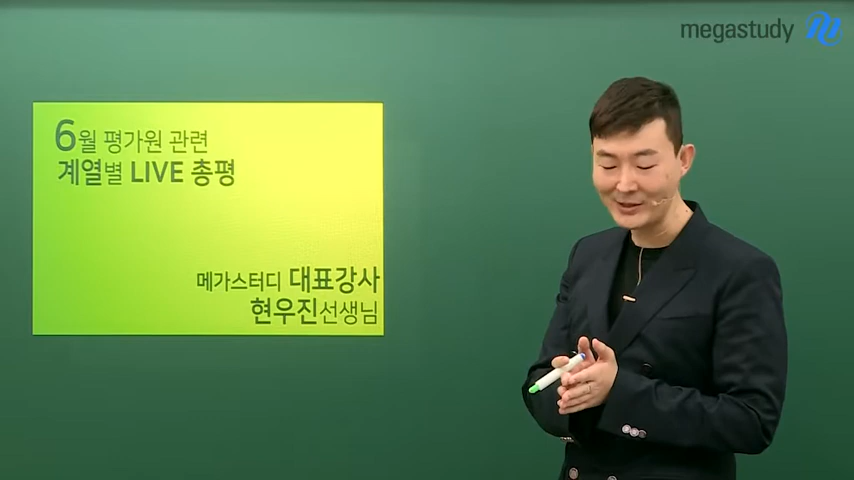 megastudy
6월 평가원 관련
계열별 LIVE 총평
메가스터디 대표강사
현우진선생님